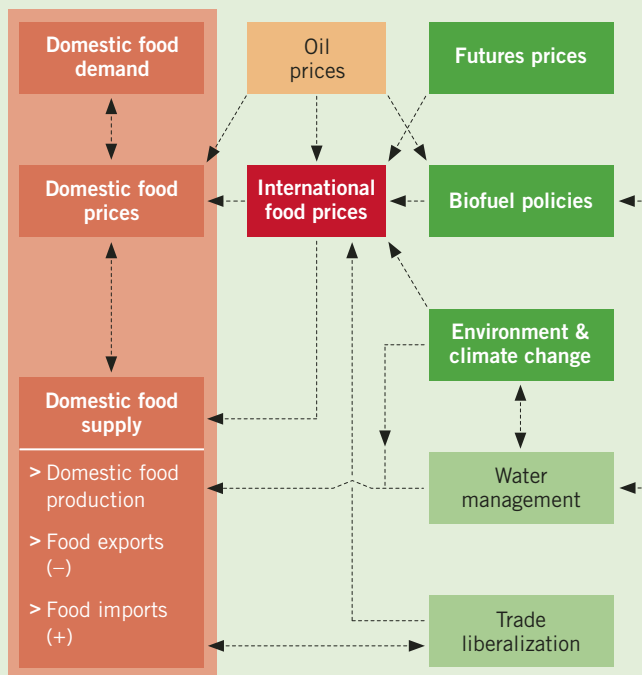 Domestic food
demand
Oil
prices
Futures prices
Domestic food
prices
International
food prices
Biofuel policies
Environment &
climate change
Domestic food
supply
> Domestic food
production
> Food exports
(–)
> Food imports
(+)
Water
management
Trade
liberalization